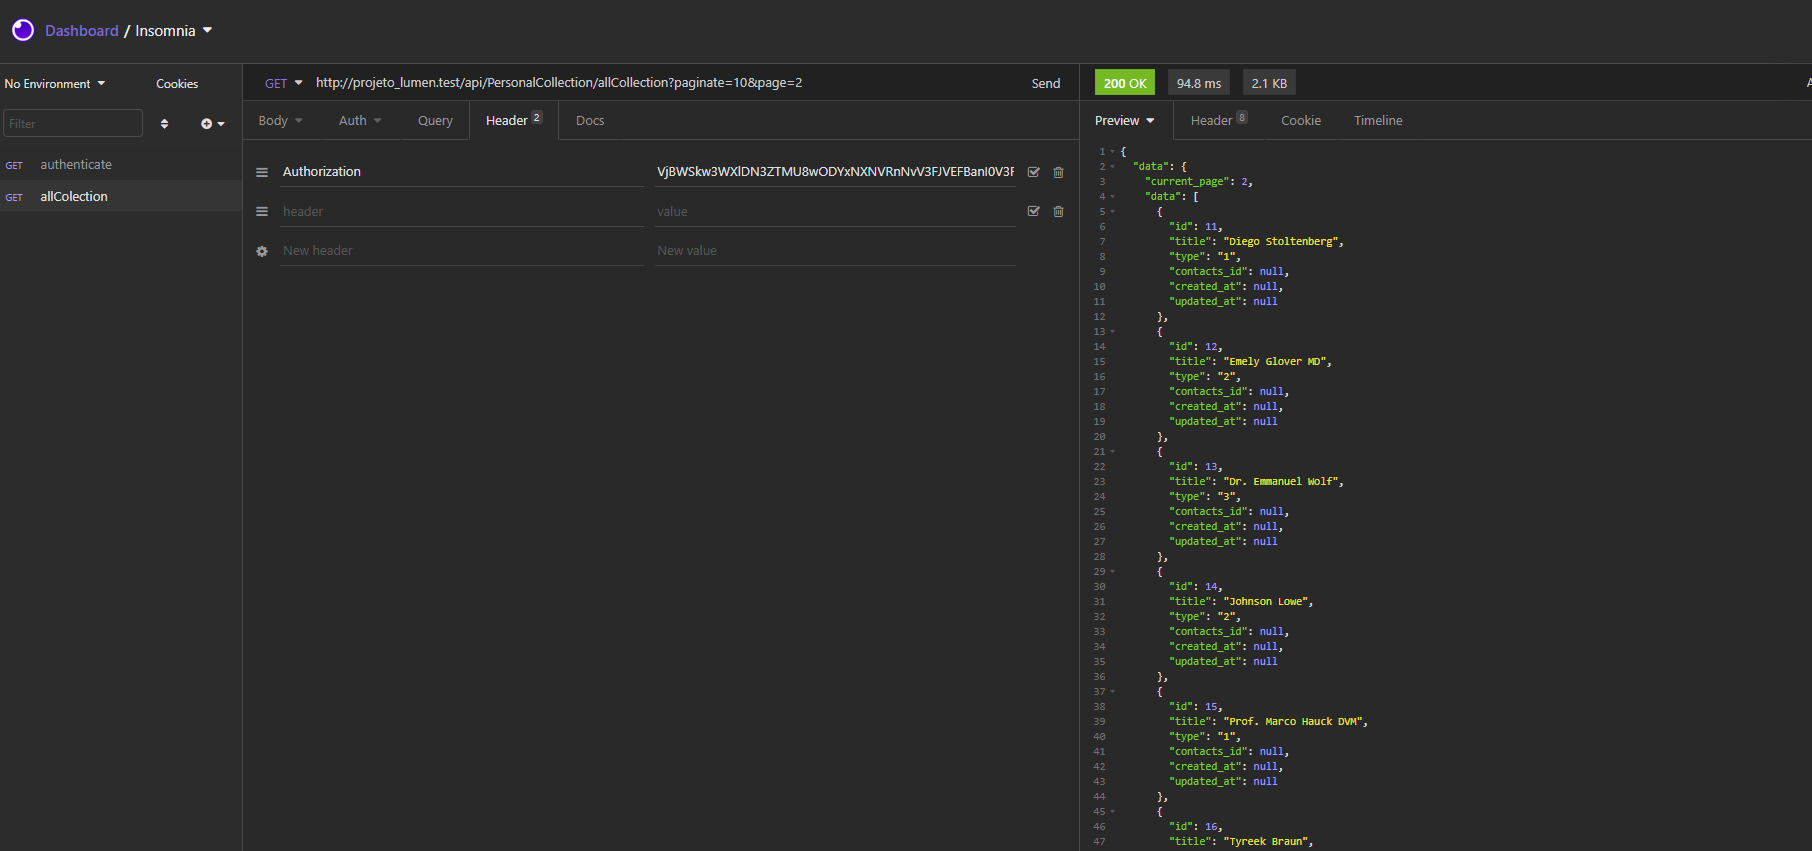 Dashboard / Insomnia
No Environment Cookies
GET http://projeto_lumen.test/api/PersonalCollection/allCollection?paginate=10&page=2 Send
200 OK 94.8 ms 2.1 KB
Filter
Body Auth Query Header 2 Docs
Preview Header 8 Cookie Timeline
GET authenticate
GET allColection
Authorization
header value
New header New value
1 {
2 "data": {
3 "current_page": 2,
4 "data": [
5 {
6 "id": 11,
7 "title": "Diego Stoltenberg",
8 "type": "1",
9 "contacts_id": null,
10 "created_at": null,
11 "updated_at": null
12 },
13 {
14 "id": 12,
15 "title": "Emely Glover MD",
16 "type": "2",
17 "contacts_id": null,
18 "created_at": null,
19 "updated_at": null
20 },
21 {
22 "id": 13,
23 "title": "Dr. Emmanuel Wolf",
24 "type": "3",
25 "contacts_id": null,
26 "created_at": null,
27 "updated_at": null
28 },
29 {
30 "id": 14,
31 "title": "Johnson Lowe",
32 "type": "2",
33 "contacts_id": null,
34 "created_at": null,
35 "updated_at": null
36 },
37 {
38 "id": 15,
39 "title": "Prof. Marco Hauck DVM",
40 "type": "1",
41 "contacts_id": null,
42 "created_at": null,
43 "updated_at": null
44 },
45 {
46 "id": 16,
47 "title": "Tyreek Braun",